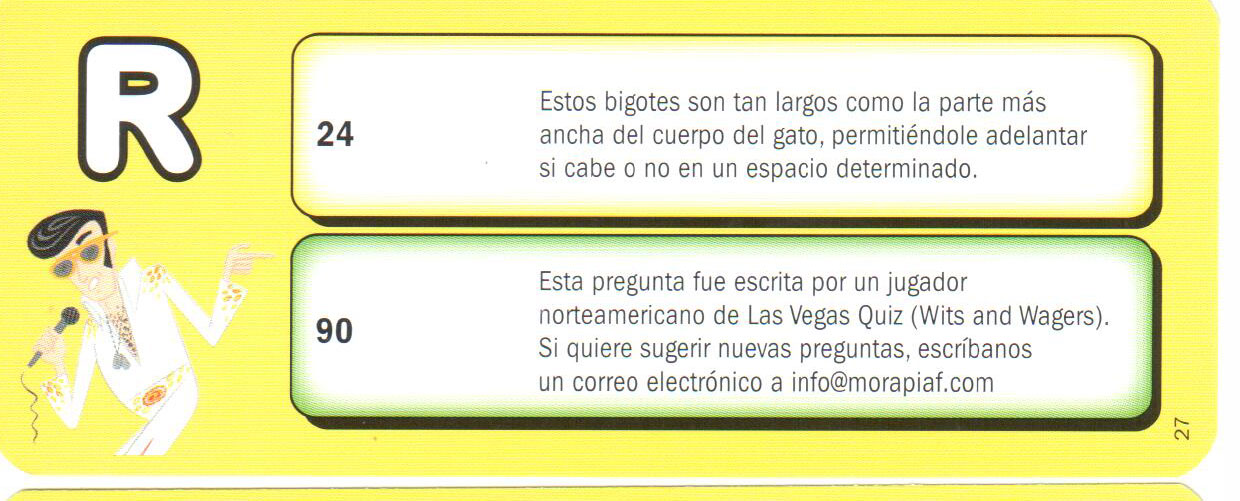 R
24
Estos bigotes son tan largos como la parte más
ancha del cuerpo del gato, permitiéndole adelantar
si cabe o no en un espacio determinado.
90
Esta pregunta fue escrita por un jugador
norteamericano de Las Vegas Quiz (Wits and Wagers).
Si quiere sugerir nuevas preguntas, escríbanos
un correo electrónico a info@morapiaf.com
27